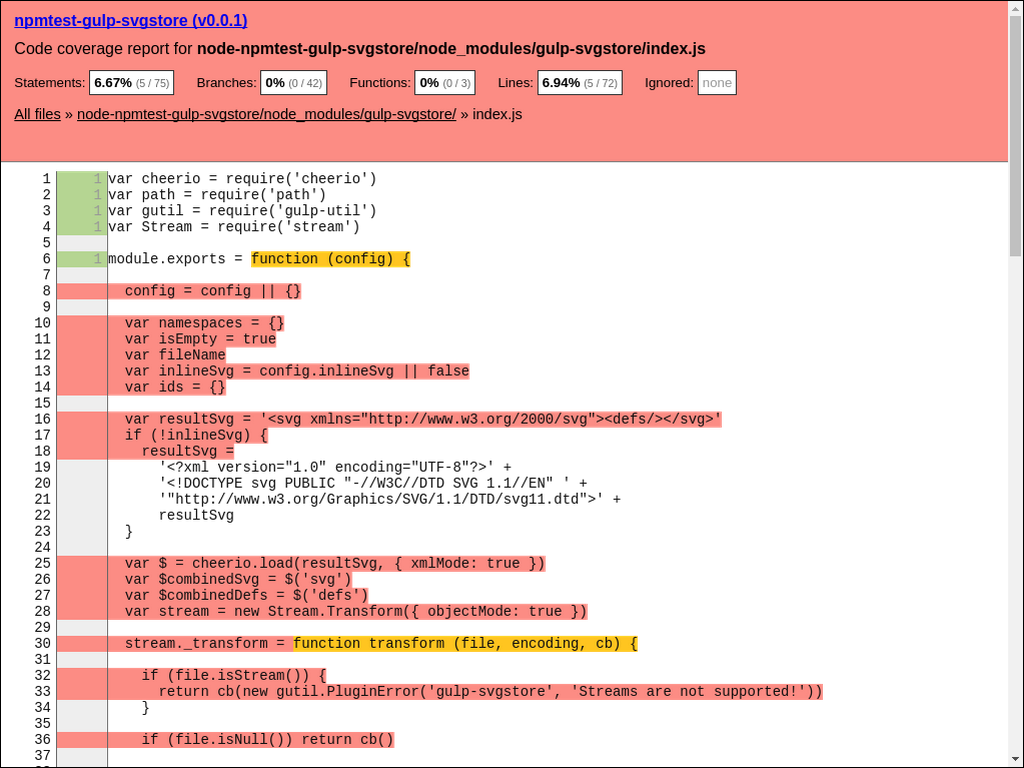 npmtest-gulp-svgstore (v0.0.1)
Code coverage report for node-npmtest-gulp-svgstore/node_modules/gulp-svgstore/index.js
Statements: 6.67% (5 / 75) Branches: 0% (0 / 42) Functions: 0% (0 / 3) Lines: 6.94% (5 / 72) Ignored: none
All files » node-npmtest-gulp-svgstore/node_modules/gulp-svgstore/ » index.js
1 1 var cheerio = require('cheerio')
2 1 var path = require('path')
3 1 var gutil = require('gulp-util')
4 1 var Stream = require('stream')
5
6 1 module.exports = function (config) {
7
8 config = config || {}
9
10 var namespaces = {}
11 var isEmpty = true
12 var fileName
13 var inlineSvg = config.inlineSvg || false
14 var ids = {}
15
16 var resultSvg = '<svg xmlns="http://www.w3.org/2000/svg"><defs/></svg>'
17 if (!inlineSvg) {
18 resultSvg =
19 '<?xml version="1.0" encoding="UTF-8"?>' +
20 '<!DOCTYPE svg PUBLIC "-//W3C//DTD SVG 1.1//EN" ' +
21 '"http://www.w3.org/Graphics/SVG/1.1/DTD/svg11.dtd">' +
22 resultSvg
23 }
24
25 var $ = cheerio.load(resultSvg, { xmlMode: true })
26 var $combinedSvg = $('svg')
27 var $combinedDefs = $('defs')
28 var stream = new Stream.Transform({ objectMode: true })
29
30 stream._transform = function transform (file, encoding, cb) {
31
32 if (file.isStream()) {
33 return cb(new gutil.PluginError('gulp-svgstore', 'Streams are not supported!'))
34 }
35
36 if (file.isNull()) return cb()
37